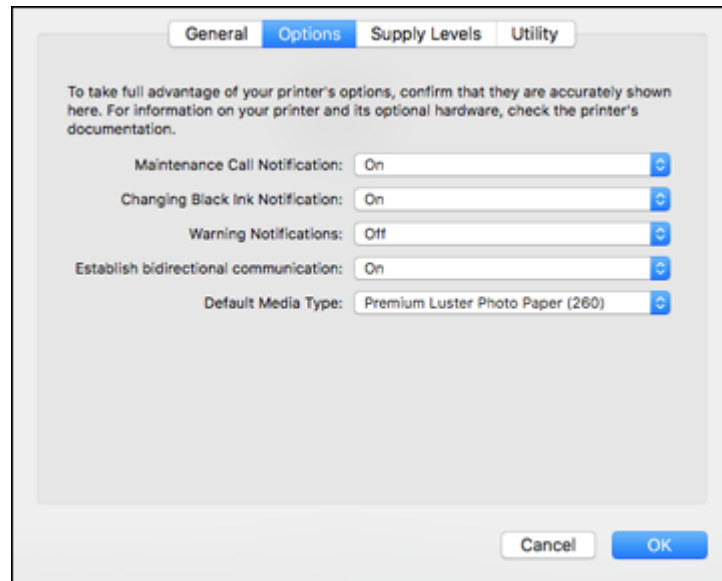 General Options Supply Levels Utility
To take full advantage of your printer's options, confirm that they are accurately shown
here. For information on your printer and its optional hardware, check the printer's
documentation.
Maintenance Call Notification: On
Changing Black Ink Notification: On
Warning Notifications: Off
Establish bidirectional communication: On
Default Media Type: Premium Luster Photo Paper (260)
Cancel OK